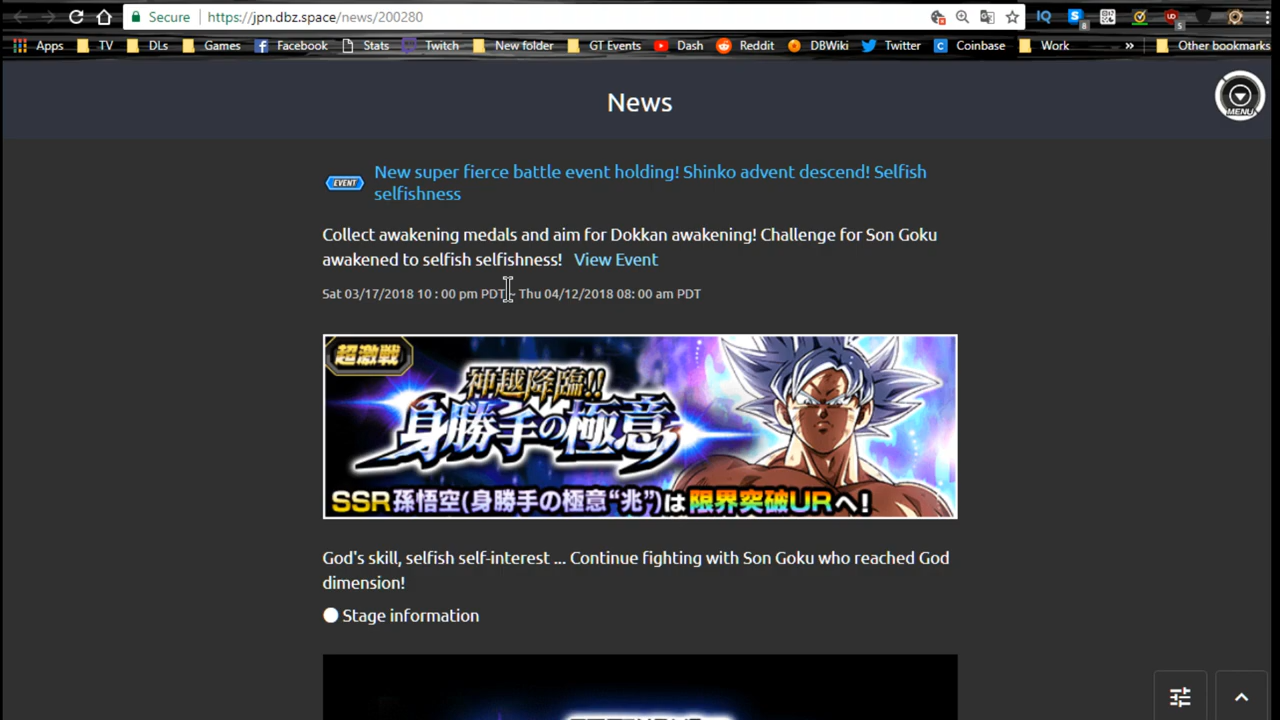 Secure https://jpn.dbz.space/news/200280
Apps TV DLs Games Facebook Stats Twitch New folder GT Events Dash Reddit DBWiki Twitter Coinbase Work » Other bookmarks
News
MENU
EVENT New super fierce battle event holding! Shinko advent descend! Selfish
selfishness
Collect awakening medals and aim for Dokkan awakening! Challenge for Son Goku
awakened to selfish selfishness! View Event
Sat 03/17/2018 10 : 00 pm PDT ~ Thu 04/12/2018 08: 00 am PDT
超激戦
神越降臨!!
身勝手の極意
SSR孫悟空(身勝手の極意“兆”)は限界突破URへ!
God's skill, selfish self-interest ... Continue fighting with Son Goku who reached God
dimension!
Stage information